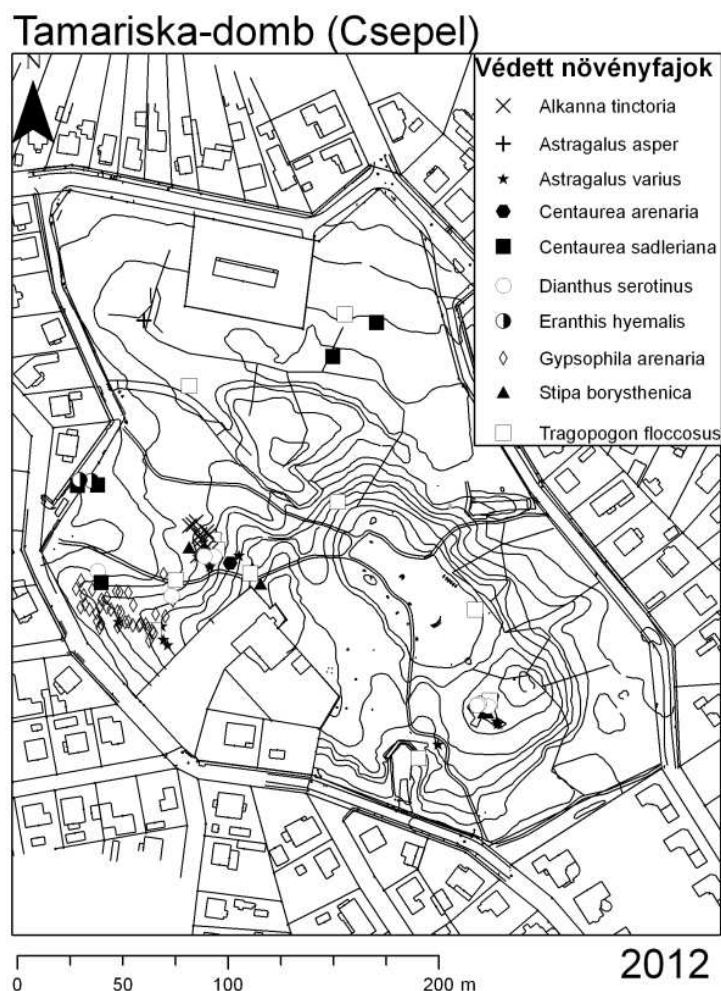 Tamariska-domb (Csepel)
N
Védett növényfajok
Alkanna tinctoria
Astragalus asper
Astragalus varius
Centaurea arenaria
Centaurea sadleriana
Dianthus serotinus
Eranthis hyemalis
Gypsophila arenaria
Stipa borysthenica
Tragopogon floccosus
0 50 100 200 m
2012